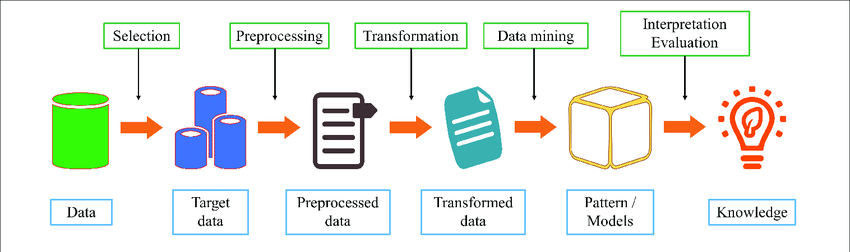 Selection
Preprocessing
Transformation
Data mining
Interpretation
Evaluation
Data
Target
data
Preprocessed
data
Transformed
data
Pattern /
Models
Knowledge